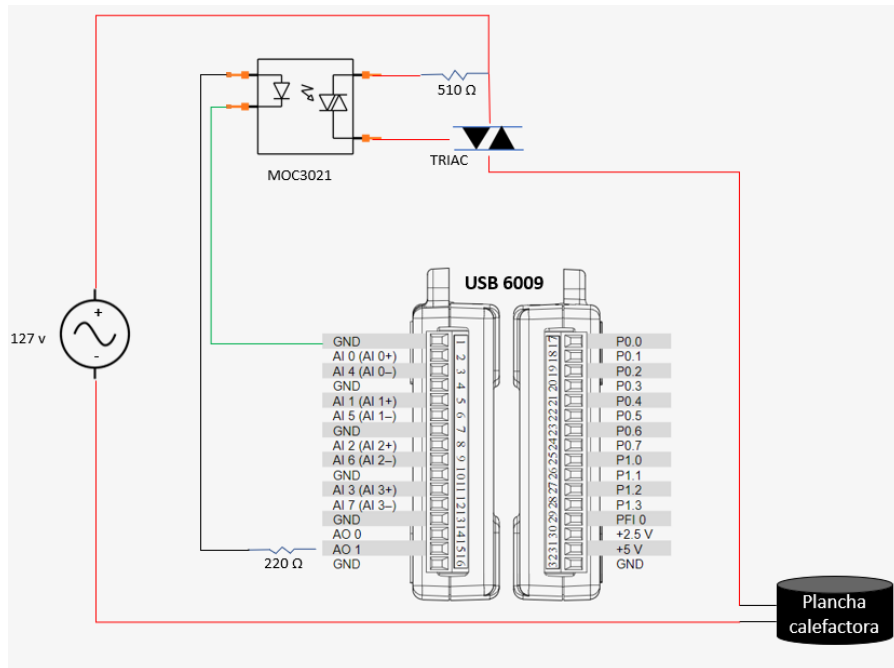 510 Ω
MOC3021
TRIAC
USB 6009
+
127 v
-
GND
AI 0 (AI 0+)
AI 4 (AI 0–)
GND
AI 1 (AI 1+)
AI 5 (AI 1–)
GND
AI 2 (AI 2+)
AI 6 (AI 2–)
GND
AI 3 (AI 3+)
AI 7 (AI 3–)
GND
AO 0
AO 1
GND
1
2
3
4
5
6
7
8
9
10
11
12
13
14
15
16
17
18
19
20
21
22
23
24
25
26
27
28
29
30
31
32
P0.0
P0.1
P0.2
P0.3
P0.4
P0.5
P0.6
P0.7
P1.0
P1.1
P1.2
P1.3
PFI 0
+2.5 V
+5 V
GND
220 Ω
Plancha
calefactora